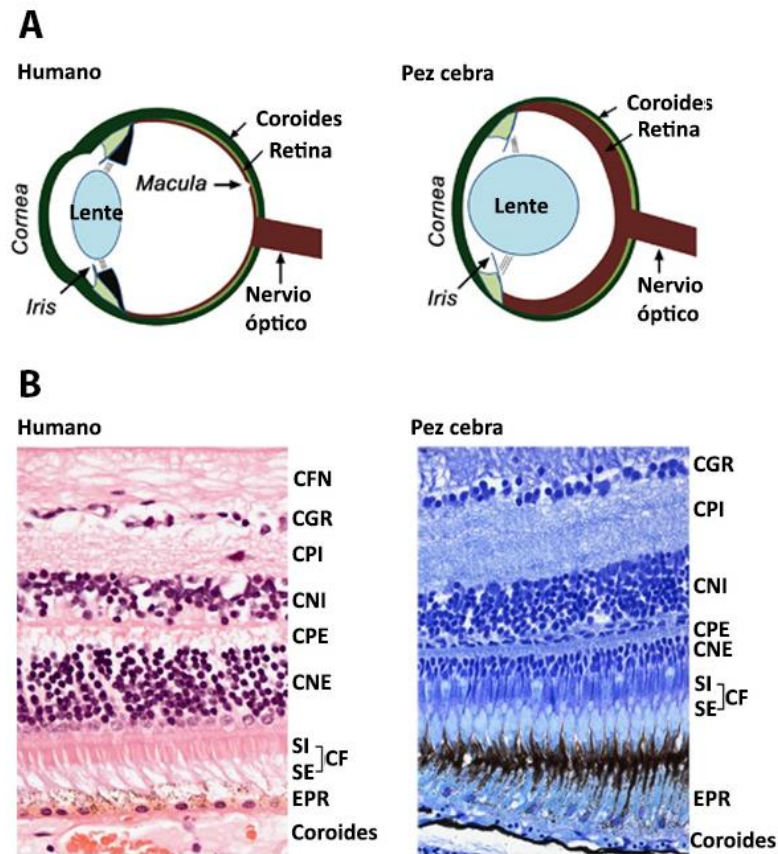 A
Humano
Coroides
Retina
Macula
Lente
Cornea
Iris
Nervio
óptico
Pez cebra
Coroides
Retina
Lente
Cornea
Iris
Nervio
óptico
B
Humano
CFN
CGR
CPI
CNI
CPE
CNE
SI
CF
SE
EPR
Coroides
Pez cebra
CGR
CPI
CNI
CPE
CNE
SI
CF
SE
EPR
Coroides